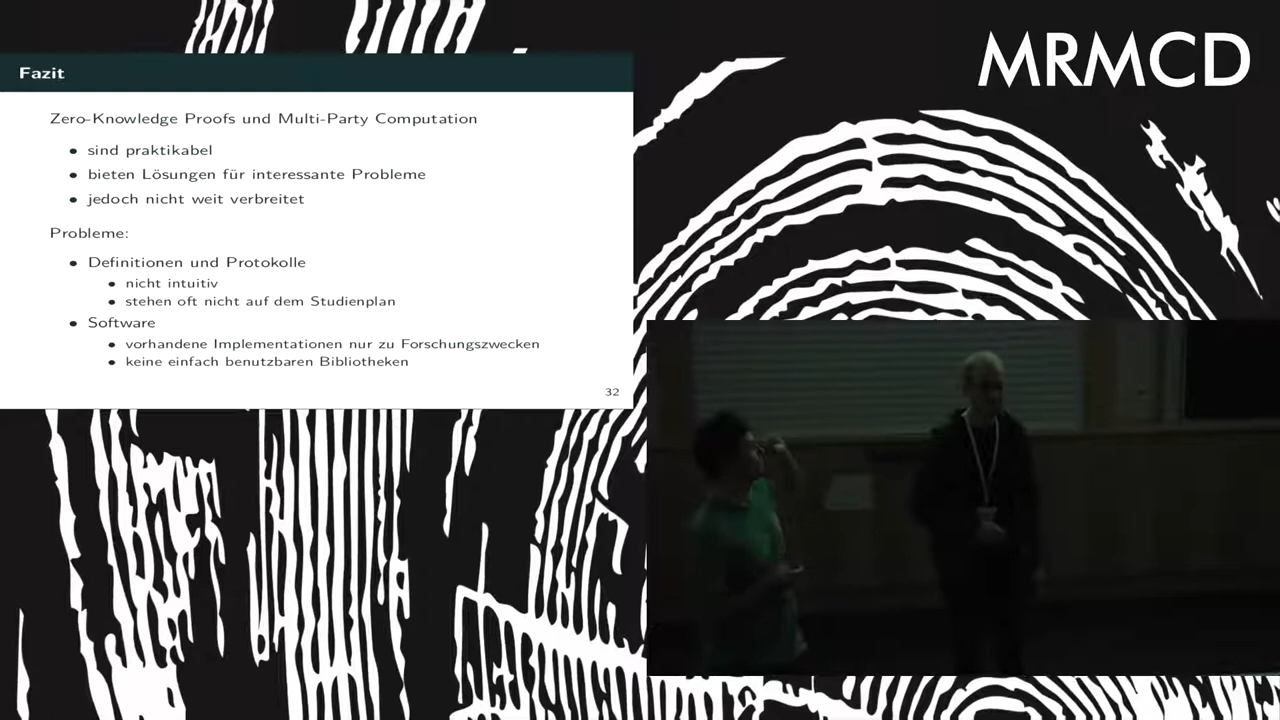 Fazit
Zero-Knowledge Proofs und Multi-Party Computation
• sind praktikabel
• bieten Lösungen für interessante Probleme
• jedoch nicht weit verbreitet
Probleme:
• Definitionen und Protokolle
• nicht intuitiv
• stehen oft nicht auf dem Studienplan
• Software
• vorhandene Implementationen nur zu Forschungszwecken
• keine einfach benutzbaren Bibliotheken
32
MRMCD